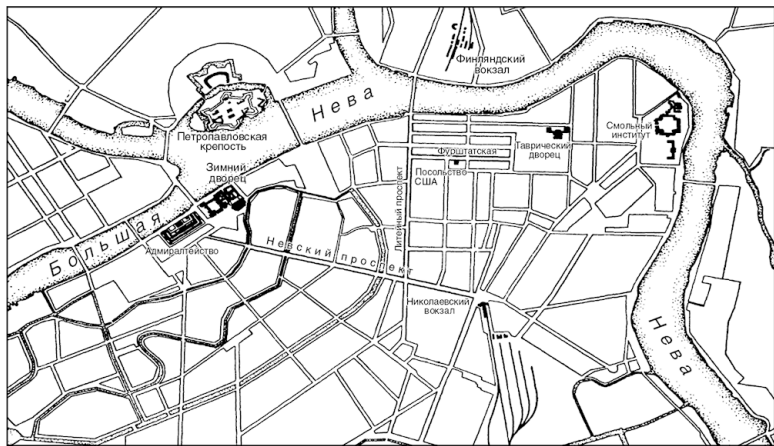 Финляндский
вокзал
Нева
Петропавловская
крепость
Смольный
институт
Таврический
дворец
Фурштатская
Посольство
США
Зимний
дворец
Литейный проспект
Большая
Адмиралтейство
Невский проспект
Николаевский
вокзал
Нева